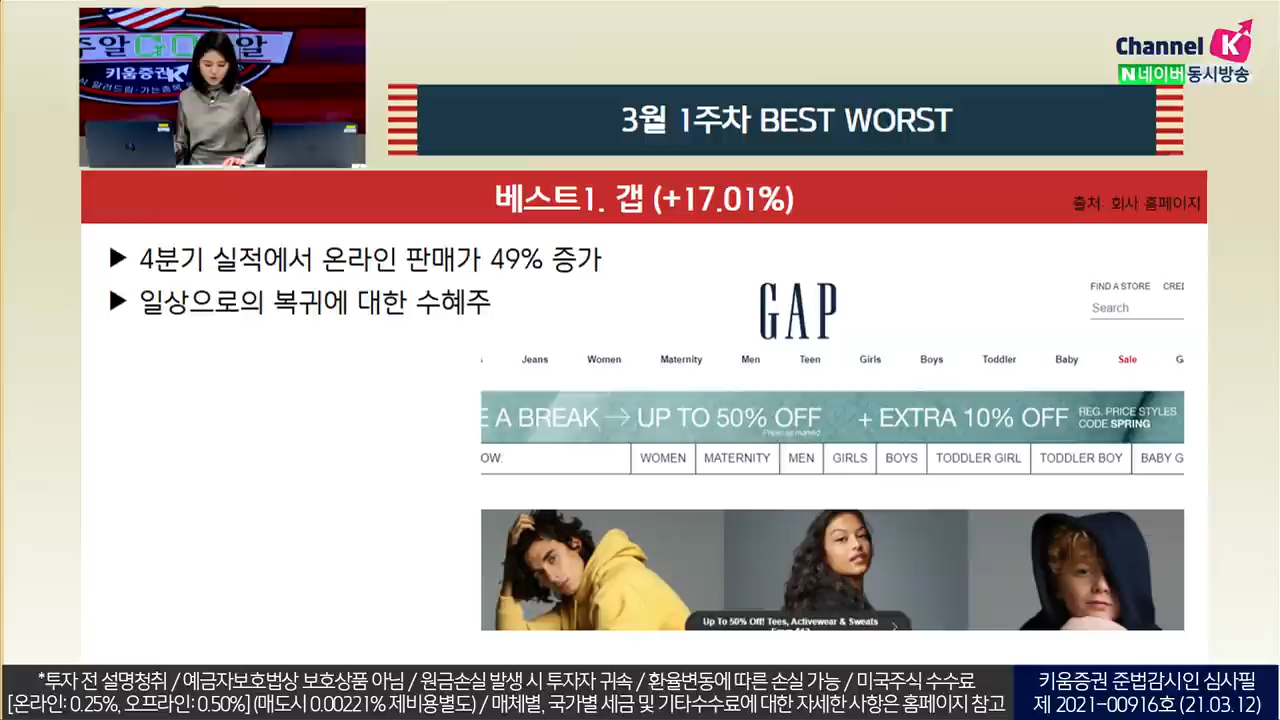 주알GO주알
키움증권
Channel K
N 네이버 동시방송
3월 1주차 BEST WORST
베스트1. 갭 (+17.01%)
출처: 회사 홈페이지
▶ 4분기 실적에서 온라인 판매가 49% 증가
▶ 일상으로의 복귀에 대한 수혜주
FIND A STORE CREI
GAP
Search
Jeans Women Maternity Men Teen Girls Boys Toddler Baby Sale G
E A BREAK → UP TO 50% OFF + EXTRA 10% OFF REG. PRICE STYLES
CODE SPRING
Prices as marked
OW: WOMEN MATERNITY MEN GIRLS BOYS TODDLER GIRL TODDLER BOY BABY G
Up To 50% Off! Tees, Activewear & Sweats
*투자 전 설명청취 / 예금자보호법상 보호상품 아님 / 원금손실 발생 시 투자자 귀속 / 환율변동에 따른 손실 가능 / 미국주식 수수료
[온라인: 0.25%, 오프라인: 0.50%] (매도시 0.00221% 제비용별도) / 매체별, 국가별 세금 및 기타수수료에 대한 자세한 사항은 홈페이지 참고
키움증권 준법감시인 심사필
제 2021-00916호 (21.03.12)